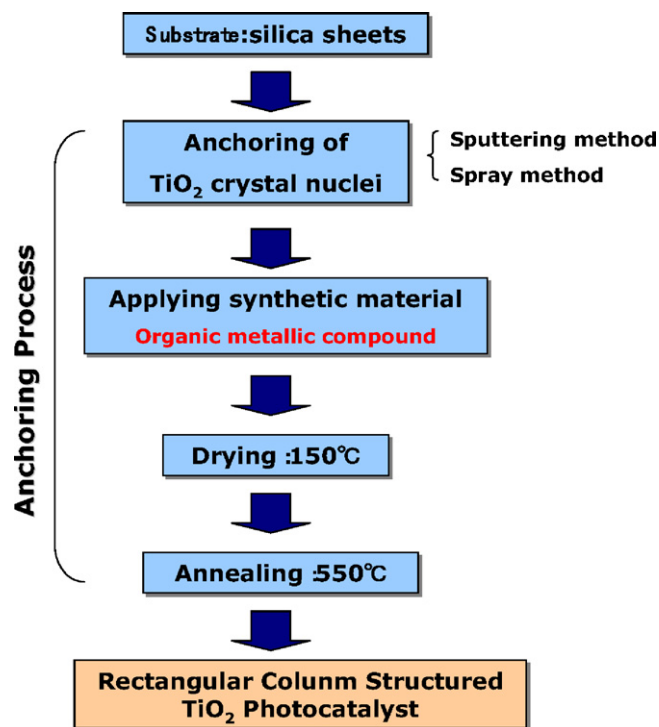 Substrate:silica sheets
Anchoring of
TiO₂ crystal nuclei
Sputtering method
Spray method
Applying synthetic material
Organic metallic compound
Drying :150℃
Annealing :550℃
Anchoring Process
Rectangular Colunm Structured
TiO₂ Photocatalyst